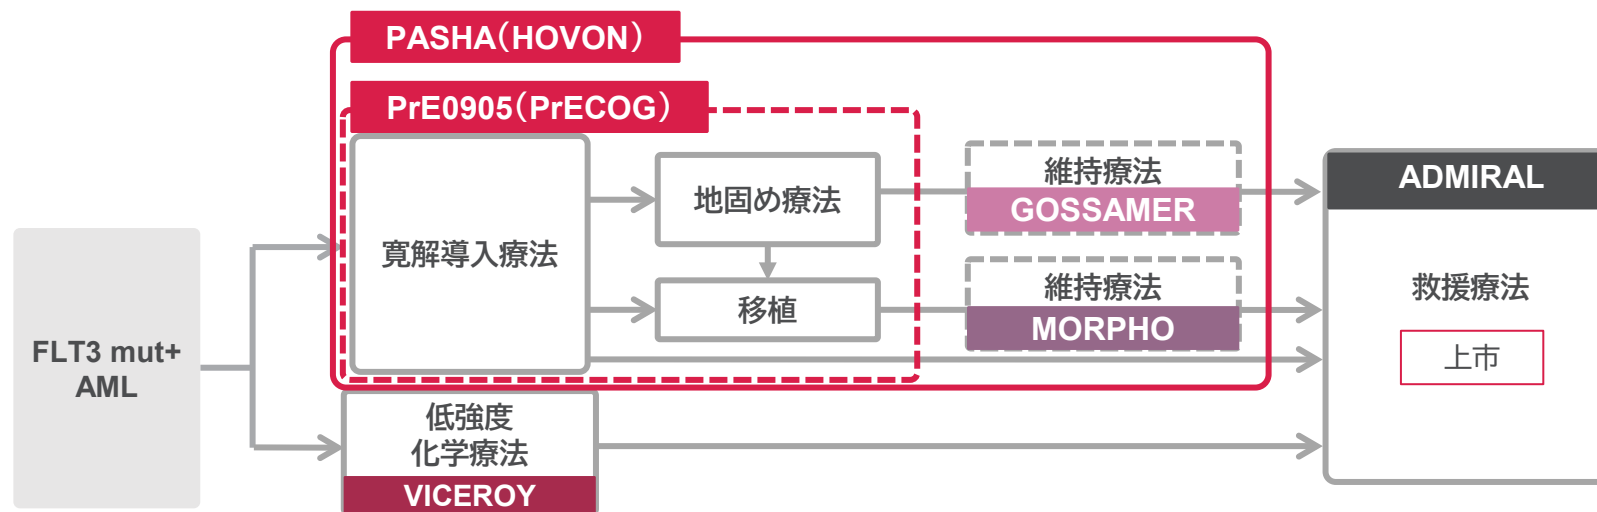 PASHA（HOVON）
PrE0905（PrECOG）
寛解導入療法
地固め療法
移植
維持療法
GOSSAMER
維持療法
MORPHO
ADMIRAL
救援療法
上市
FLT3 mut+
AML
低強度
化学療法
VICEROY